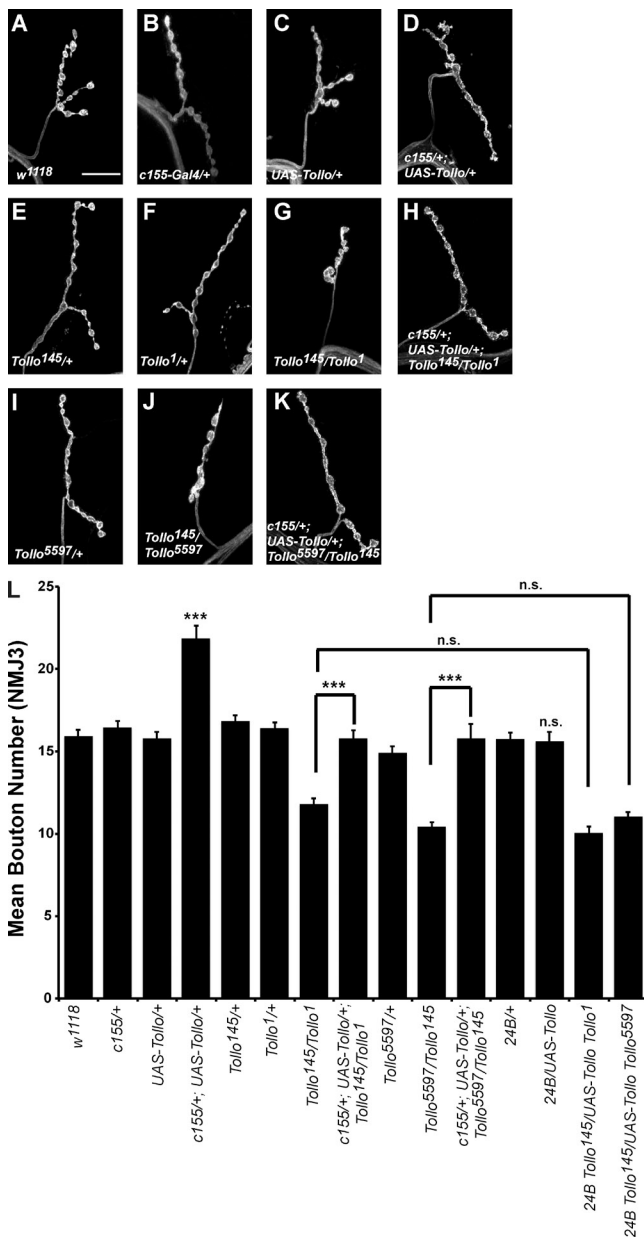 A
B
C
D
w1118
c155-Gal4/+
UAS-Tollo/+
c155/+;
UAS-Tollo/+
E
F
G
H
Tollo145/+
Tollo1/+
Tollo145/Tollo1
c155/+;
UAS-Tollo/+;
Tollo145/Tollo1
I
J
K
Tollo5597/+
Tollo145/
Tollo5597
c155/+;
UAS-Tollo/+;
Tollo5597/Tollo145
L
Mean Bouton Number (NMJ3)
25
20
15
10
5
0
***
***
n.s.
***
n.s.
n.s.
w1118
c155/+
UAS-Tollo/+
c155/+; UAS-Tollo/+
Tollo145/+
Tollo1/+
Tollo145/Tollo1
c155/+; UAS-Tollo/+;
Tollo145/Tollo1
Tollo5597/+
Tollo5597/Tollo145
c155/+; UAS-Tollo/+;
Tollo5597/Tollo145
24B/+
24B/UAS-Tollo
24B Tollo145/UAS-Tollo Tollo1
24B Tollo145/UAS-Tollo Tollo5597